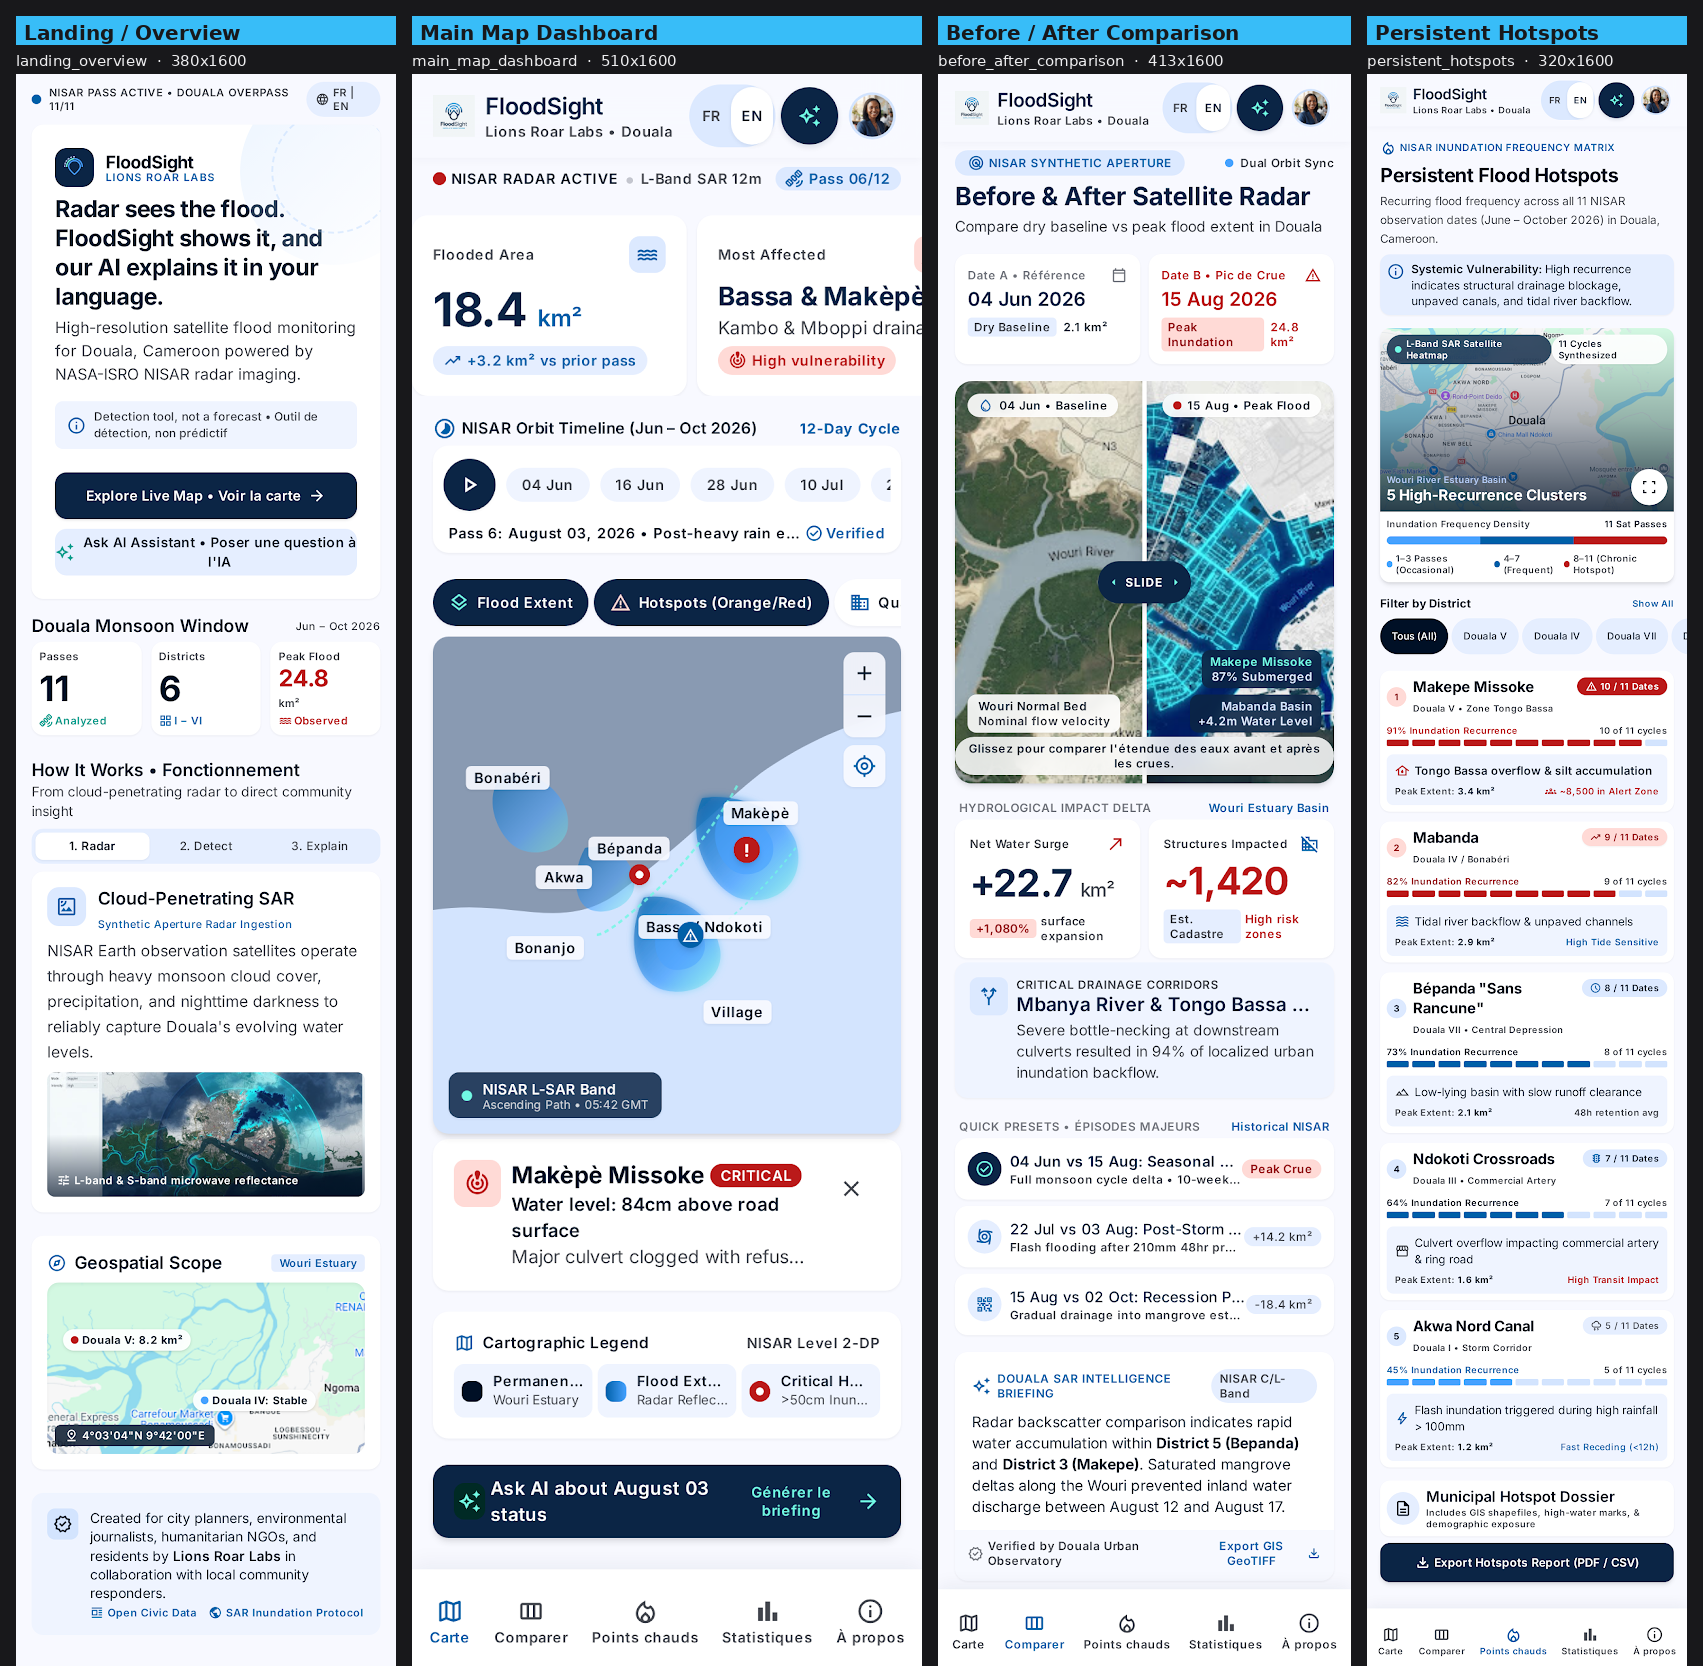 Landing / Overview
landing_overview · 380x1600
NISAR PASS ACTIVE • DOUALA OVERPASS
11/11
FR |
EN
FloodSight
LIONS ROAR LABS
Radar sees the flood.
FloodSight shows it, and
our AI explains it in your
language.
High-resolution satellite flood monitoring
for Douala, Cameroon powered by
NASA-ISRO NISAR radar imaging.
Detection tool, not a forecast • Outil de
détection, non prédictif
Explore Live Map • Voir la carte
Ask AI Assistant • Poser une question à
l'IA
Douala Monsoon Window
Jun – Oct 2026
Passes
11
Analyzed
Districts
6
I – VI
Peak Flood
24.8
km²
Observed
How It Works • Fonctionnement
From cloud-penetrating radar to direct community
insight
1. Radar
2. Detect
3. Explain
Cloud-Penetrating SAR
Synthetic Aperture Radar Ingestion
NISAR Earth observation satellites operate
through heavy monsoon cloud cover,
precipitation, and nighttime darkness to
reliably capture Douala's evolving water
levels.
L-band & S-band microwave reflectance
Geospatial Scope
Wouri Estuary
Douala V: 8.2 km²
Ngoma
Douala IV: Stable
eneral Express
Carrefour Market
LOGBESSOU -
SUNSHINECITY
4°03'04"N 9°42'00"E
ONAMOUSSADI
Created for city planners, environmental
journalists, humanitarian NGOs, and
residents by Lions Roar Labs in
collaboration with local community
responders.
Open Civic Data
SAR Inundation Protocol
Main Map Dashboard
main_map_dashboard · 510x1600
FloodSight
Lions Roar Labs • Douala
FR
EN
NISAR RADAR ACTIVE
L-Band SAR 12m
Pass 06/12
Flooded Area
18.4 km²
+3.2 km² vs prior pass
Most Affected
Bassa & Makèpè
Kambo & Mboppi draina
High vulnerability
NISAR Orbit Timeline (Jun – Oct 2026)
12-Day Cycle
04 Jun
16 Jun
28 Jun
10 Jul
2
Pass 6: August 03, 2026 • Post-heavy rain e...
Verified
Flood Extent
Hotspots (Orange/Red)
Qu
+
−
Bonabéri
Makèpè
Bépanda
Akwa
Bass
Ndokoti
Bonanjo
Village
NISAR L-SAR Band
Ascending Path • 05:42 GMT
Makèpè Missoke
CRITICAL
Water level: 84cm above road
surface
Major culvert clogged with refus...
Cartographic Legend
NISAR Level 2-DP
Permanen...
Wouri Estuary
Flood Ext...
Radar Reflec...
Critical H...
>50cm Inun...
Ask AI about August 03
status
Générer le
briefing
Carte
Comparer
Points chauds
Statistiques
À propos
Before / After Comparison
before_after_comparison · 413x1600
FloodSight
Lions Roar Labs • Douala
FR
EN
NISAR SYNTHETIC APERTURE
Dual Orbit Sync
Before & After Satellite Radar
Compare dry baseline vs peak flood extent in Douala
Date A • Référence
04 Jun 2026
Dry Baseline
2.1 km²
Date B • Pic de Crue
15 Aug 2026
Peak
Inundation
24.8
km²
04 Jun • Baseline
15 Aug • Peak Flood
N3
Wouri River
SLIDE
Wouri River
Makepe Missoke
87% Submerged
Wouri Normal Bed
Nominal flow velocity
Mabanda Basin
+4.2m Water Level
Glissez pour comparer l'étendue des eaux avant et après
les crues.
HYDROLOGICAL IMPACT DELTA
Wouri Estuary Basin
Net Water Surge
+22.7 km²
+1,080%
surface
expansion
Structures Impacted
~1,420
Est.
Cadastre
High risk
zones
CRITICAL DRAINAGE CORRIDORS
Mbanya River & Tongo Bassa ...
Severe bottle-necking at downstream
culverts resulted in 94% of localized urban
inundation backflow.
QUICK PRESETS • ÉPISODES MAJEURS
Historical NISAR
04 Jun vs 15 Aug: Seasonal ...
Full monsoon cycle delta • 10-week...
Peak Crue
22 Jul vs 03 Aug: Post-Storm ...
Flash flooding after 210mm 48hr pr...
+14.2 km²
15 Aug vs 02 Oct: Recession P...
Gradual drainage into mangrove est...
-18.4 km²
DOUALA SAR INTELLIGENCE
BRIEFING
NISAR C/L-
Band
Radar backscatter comparison indicates rapid
water accumulation within District 5 (Bepanda)
and District 3 (Makepe). Saturated mangrove
deltas along the Wouri prevented inland water
discharge between August 12 and August 17.
Verified by Douala Urban
Observatory
Export GIS
GeoTIFF
Carte
Comparer
Points chauds
Statistiques
À propos
Persistent Hotspots
persistent_hotspots · 320x1600
FloodSight
Lions Roar Labs • Douala
FR
EN
NISAR INUNDATION FREQUENCY MATRIX
Persistent Flood Hotspots
Recurring flood frequency across all 11 NISAR
observation dates (June – October 2026) in Douala,
Cameroon.
Systemic Vulnerability: High recurrence
indicates structural drainage blockage,
unpaved canals, and tidal river backflow.
L-Band SAR Satellite
Heatmap
11 Cycles
Synthesized
AKWA NORD
Rond-Point Deido
Douala
AKWA
BONANJO
NEW BELL
China Mall Ndokoti
Wouri River Estuary Basin
5 High-Recurrence Clusters
Inundation Frequency Density
11 Sat Passes
1–3 Passes
(Occasional)
4–7
(Frequent)
8–11 (Chronic
Hotspot)
Filter by District
Show All
Tous (All)
Douala V
Douala IV
Douala VII
1
Makepe Missoke
10 / 11 Dates
Douala V • Zone Tongo Bassa
91% Inundation Recurrence
10 of 11 cycles
Tongo Bassa overflow & silt accumulation
Peak Extent: 3.4 km²
~8,500 in Alert Zone
2
Mabanda
9 / 11 Dates
Douala IV / Bonabéri
82% Inundation Recurrence
9 of 11 cycles
Tidal river backflow & unpaved channels
Peak Extent: 2.9 km²
High Tide Sensitive
3
Bépanda "Sans
Rancune"
8 / 11 Dates
Douala VII • Central Depression
73% Inundation Recurrence
8 of 11 cycles
Low-lying basin with slow runoff clearance
Peak Extent: 2.1 km²
48h retention avg
4
Ndokoti Crossroads
7 / 11 Dates
Douala III • Commercial Artery
64% Inundation Recurrence
7 of 11 cycles
Culvert overflow impacting commercial artery
& ring road
Peak Extent: 1.6 km²
High Transit Impact
5
Akwa Nord Canal
5 / 11 Dates
Douala I • Storm Corridor
45% Inundation Recurrence
5 of 11 cycles
Flash inundation triggered during high rainfall
> 100mm
Peak Extent: 1.2 km²
Fast Receding (<12h)
Municipal Hotspot Dossier
Includes GIS shapefiles, high-water marks, &
demographic exposure
Export Hotspots Report (PDF / CSV)
Carte
Comparer
Points chauds
Statistiques
À propos